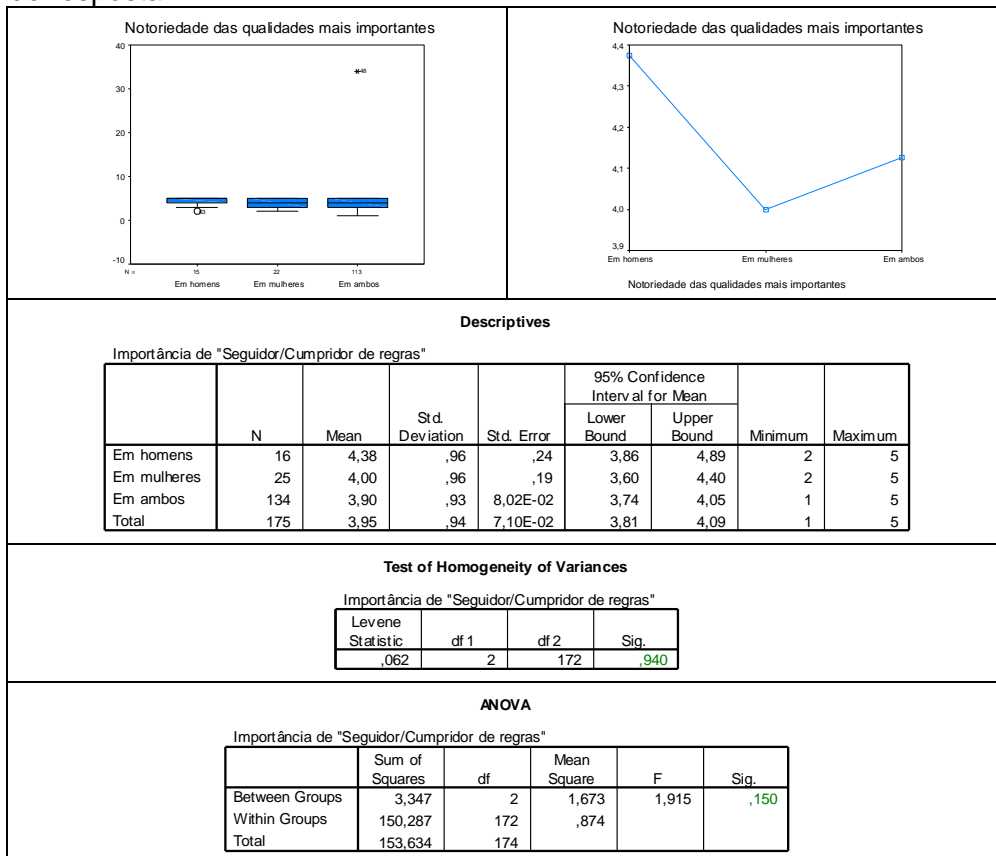 Notoriedade das qualidades mais importantes
40
30
20
10
0
-10
48
N =
15
22
113
Em homens
Em mulheres
Em ambos
Notoriedade das qualidades mais importantes
4,4
4,2
4,1
4,0
3,9
Em homens
Em mulheres
Em ambos
Notoriedade das qualidades mais importantes
Descriptives
Importância de "Seguidor/Cumpridor de regras"
95% Confidence
Interval for Mean
N Mean Std. Deviation Std. Error Lower Bound Upper Bound Minimum Maximum
Em homens 16 4,38 ,96 ,24 3,86 4,89 2 5
Em mulheres 25 4,00 ,96 ,19 3,60 4,40 2 5
Em ambos 134 3,90 ,93 8,02E-02 3,74 4,05 1 5
Total 175 3,95 ,94 7,10E-02 3,81 4,09 1 5
Test of Homogeneity of Variances
Importância de "Seguidor/Cumpridor de regras"
Levene Statistic df1 df2 Sig.
,062 2 172 ,940
ANOVA
Importância de "Seguidor/Cumpridor de regras"
Sum of Squares df Mean Square F Sig.
Between Groups 3,347 2 1,673 1,915 ,150
Within Groups 150,287 172 ,874
Total 153,634 174